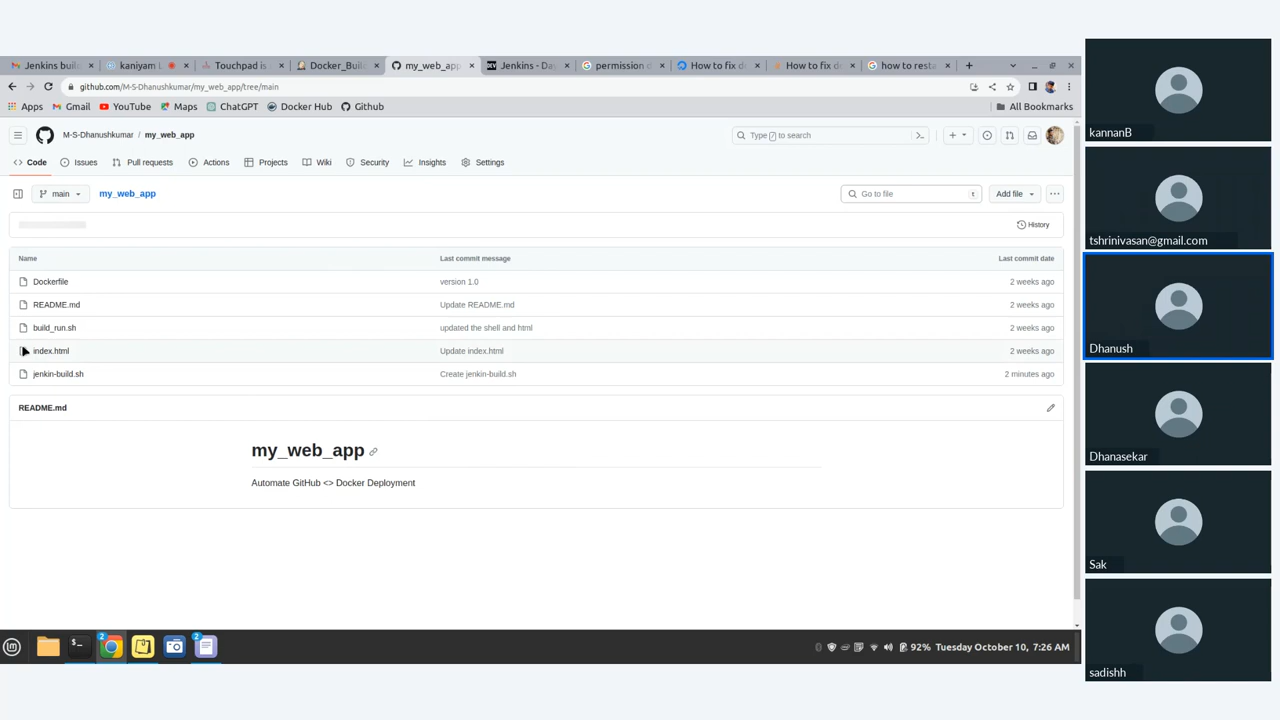 Jenkins buil
kaniyam L
Touchpad is
Docker_Buil
my_web_app
Jenkins - Day
permission d
How to fix d
How to fix d
how to resta
github.com/M-S-Dhanushkumar/my_web_app/tree/main
Apps
Gmail
YouTube
Maps
ChatGPT
Docker Hub
Github
All Bookmarks
M-S-Dhanushkumar / my_web_app
Type / to search
Code
Issues
Pull requests
Actions
Projects
Wiki
Security
Insights
Settings
main
my_web_app
Go to file
t
Add file
History
Name Last commit message Last commit date
Dockerfile version 1.0 2 weeks ago
README.md Update README.md 2 weeks ago
build_run.sh updated the shell and html 2 weeks ago
index.html Update index.html 2 weeks ago
jenkin-build.sh Create jenkin-build.sh 2 minutes ago
README.md
my_web_app
Automate GitHub <> Docker Deployment
2
2
92% Tuesday October 10, 7:26 AM
kannanB
tshrinivasan@gmail.com
Dhanush
Dhanasekar
Sak
sadishh